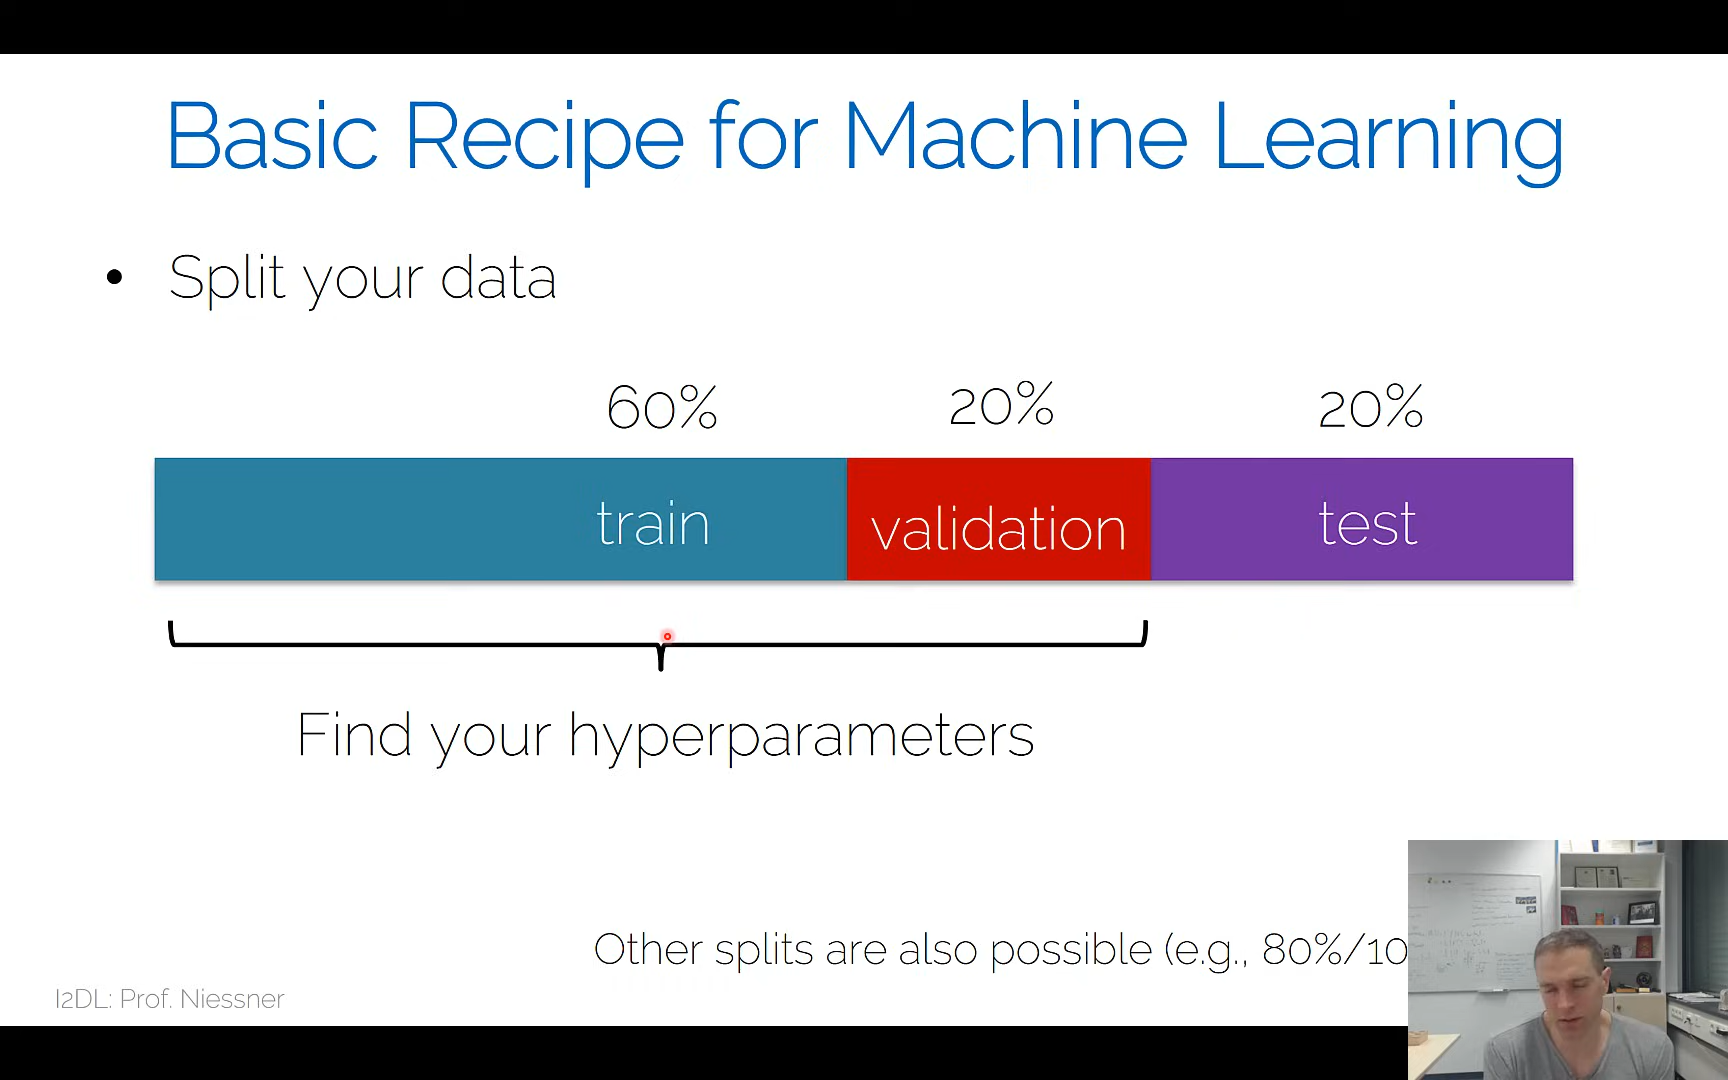 Basic Recipe for Machine Learning
• Split your data
60% 20% 20%
train validation test
Find your hyperparameters
Other splits are also possible (e.g., 80%/10
I2DL: Prof. Niessner